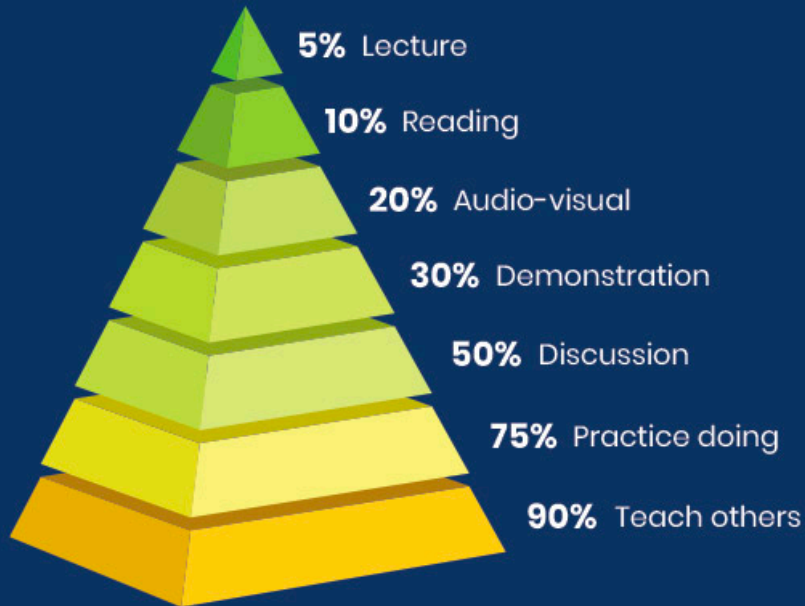 5% Lecture
10% Reading
20% Audio-visual
30% Demonstration
50% Discussion
75% Practice doing
90% Teach others